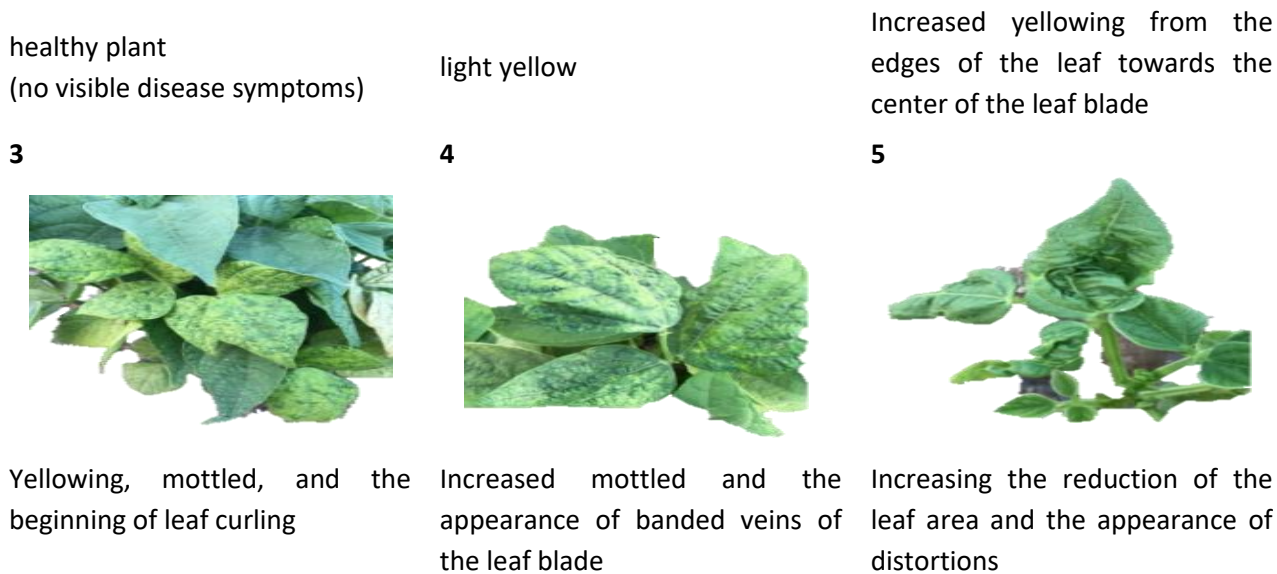 healthy plant
(no visible disease symptoms)
light yellow
Increased yellowing from the
edges of the leaf towards the
center of the leaf blade
3
4
5
Yellowing, mottled, and the
beginning of leaf curling
Increased mottled and the
appearance of banded veins of
the leaf blade
Increasing the reduction of the
leaf area and the appearance of
distortions